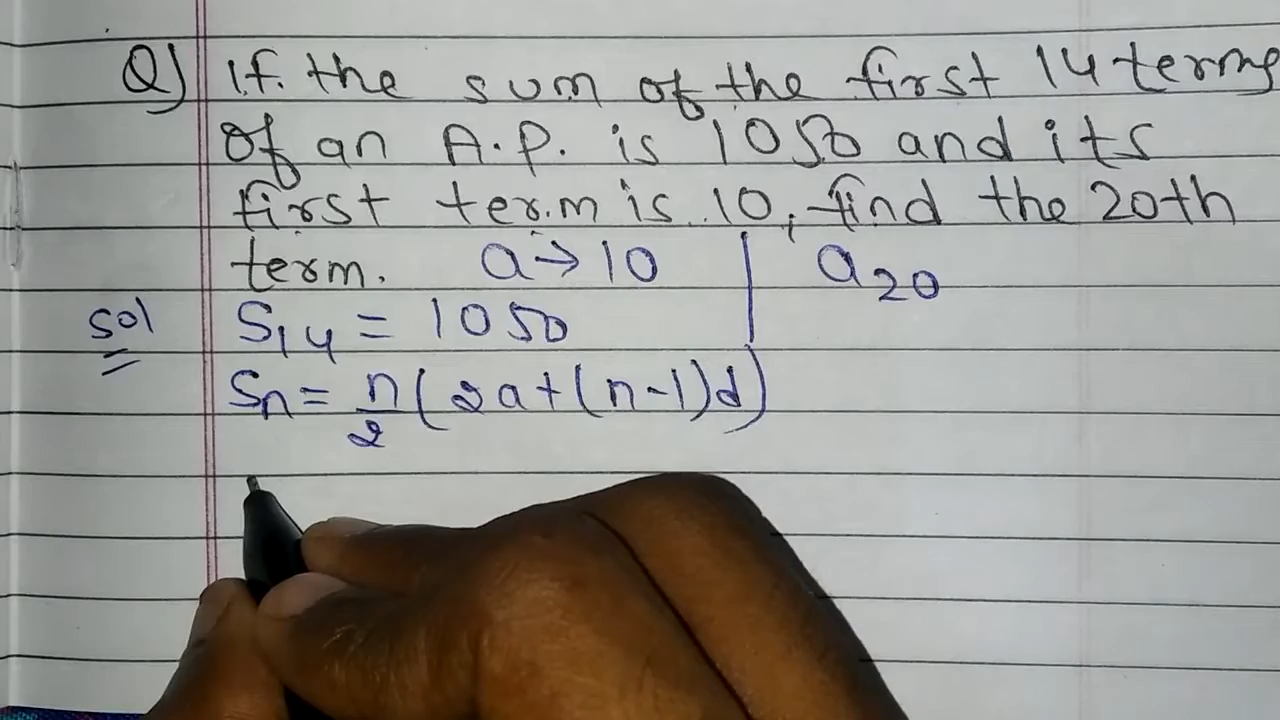 Q) If the sum of the first 14 terms
of an A.P. is 1050 and its
first term is 10, find the 20th
term. a→10 | a20
Sol S14 = 1050
Sn = n/2 (2a+(n-1)d)